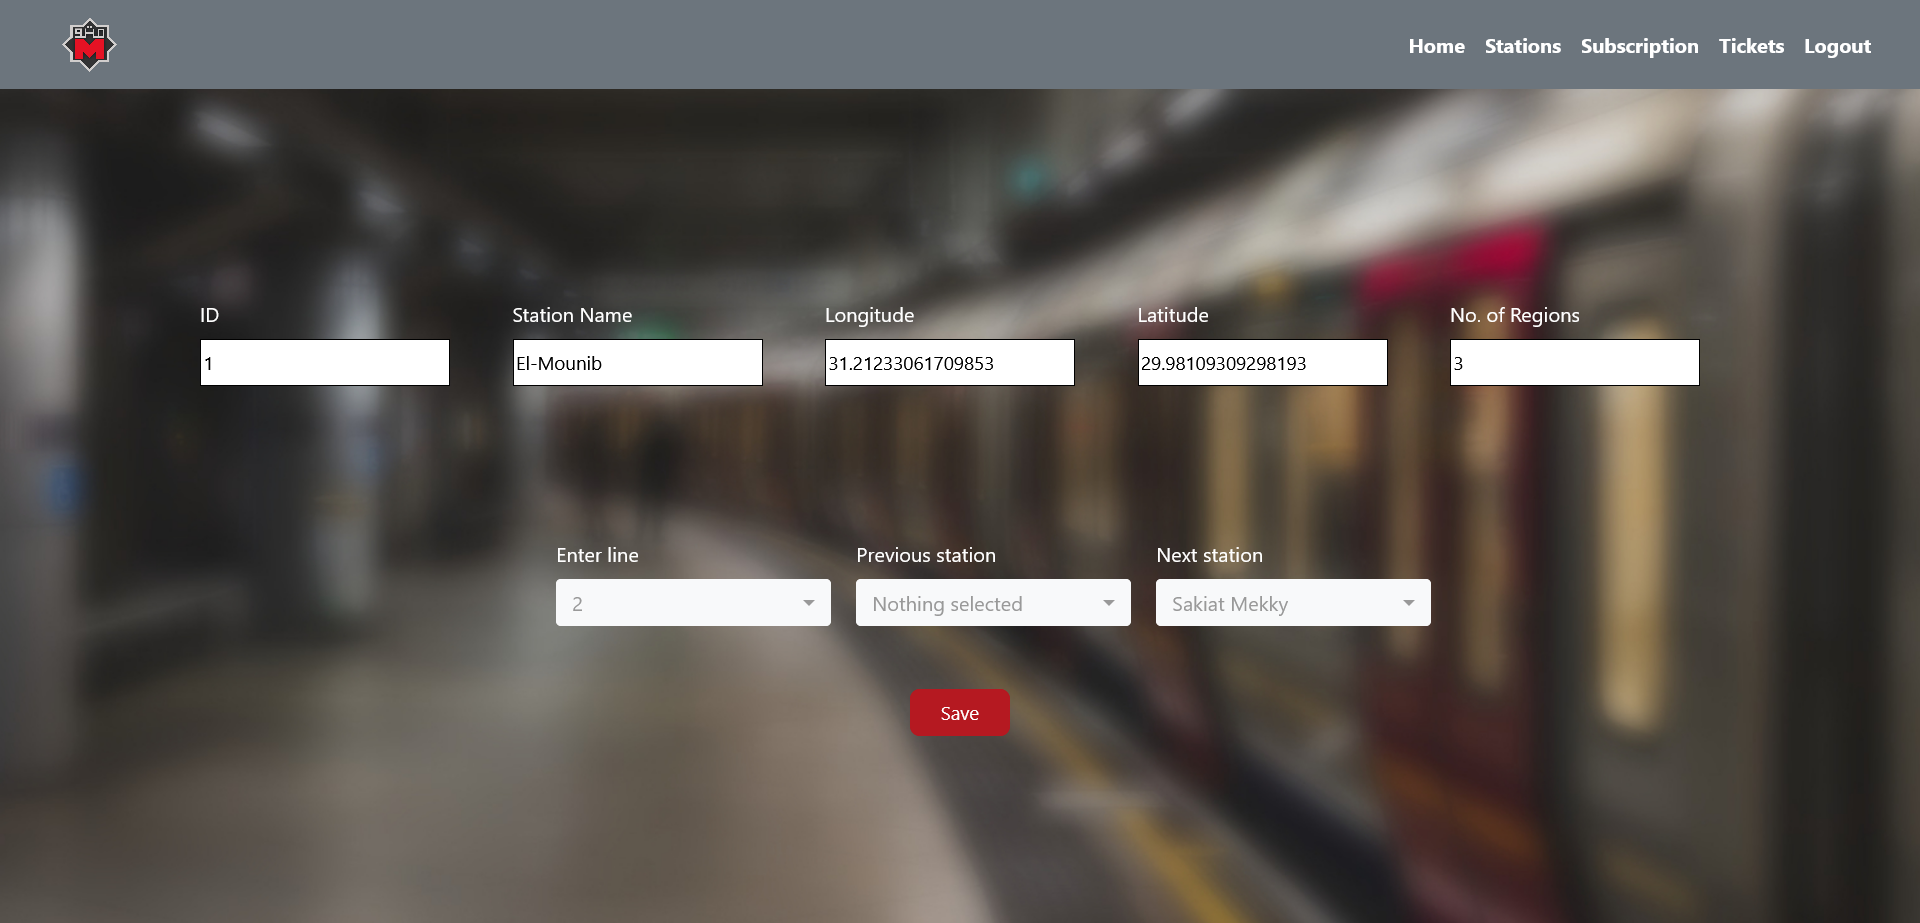 مترو
M
Home Stations Subscription Tickets Logout
ID Station Name Longitude Latitude No. of Regions
1 El-Mounib 31.21233061709853 29.98109309298193 3
Enter line Previous station Next station
2 Nothing selected Sakiat Mekky
Save